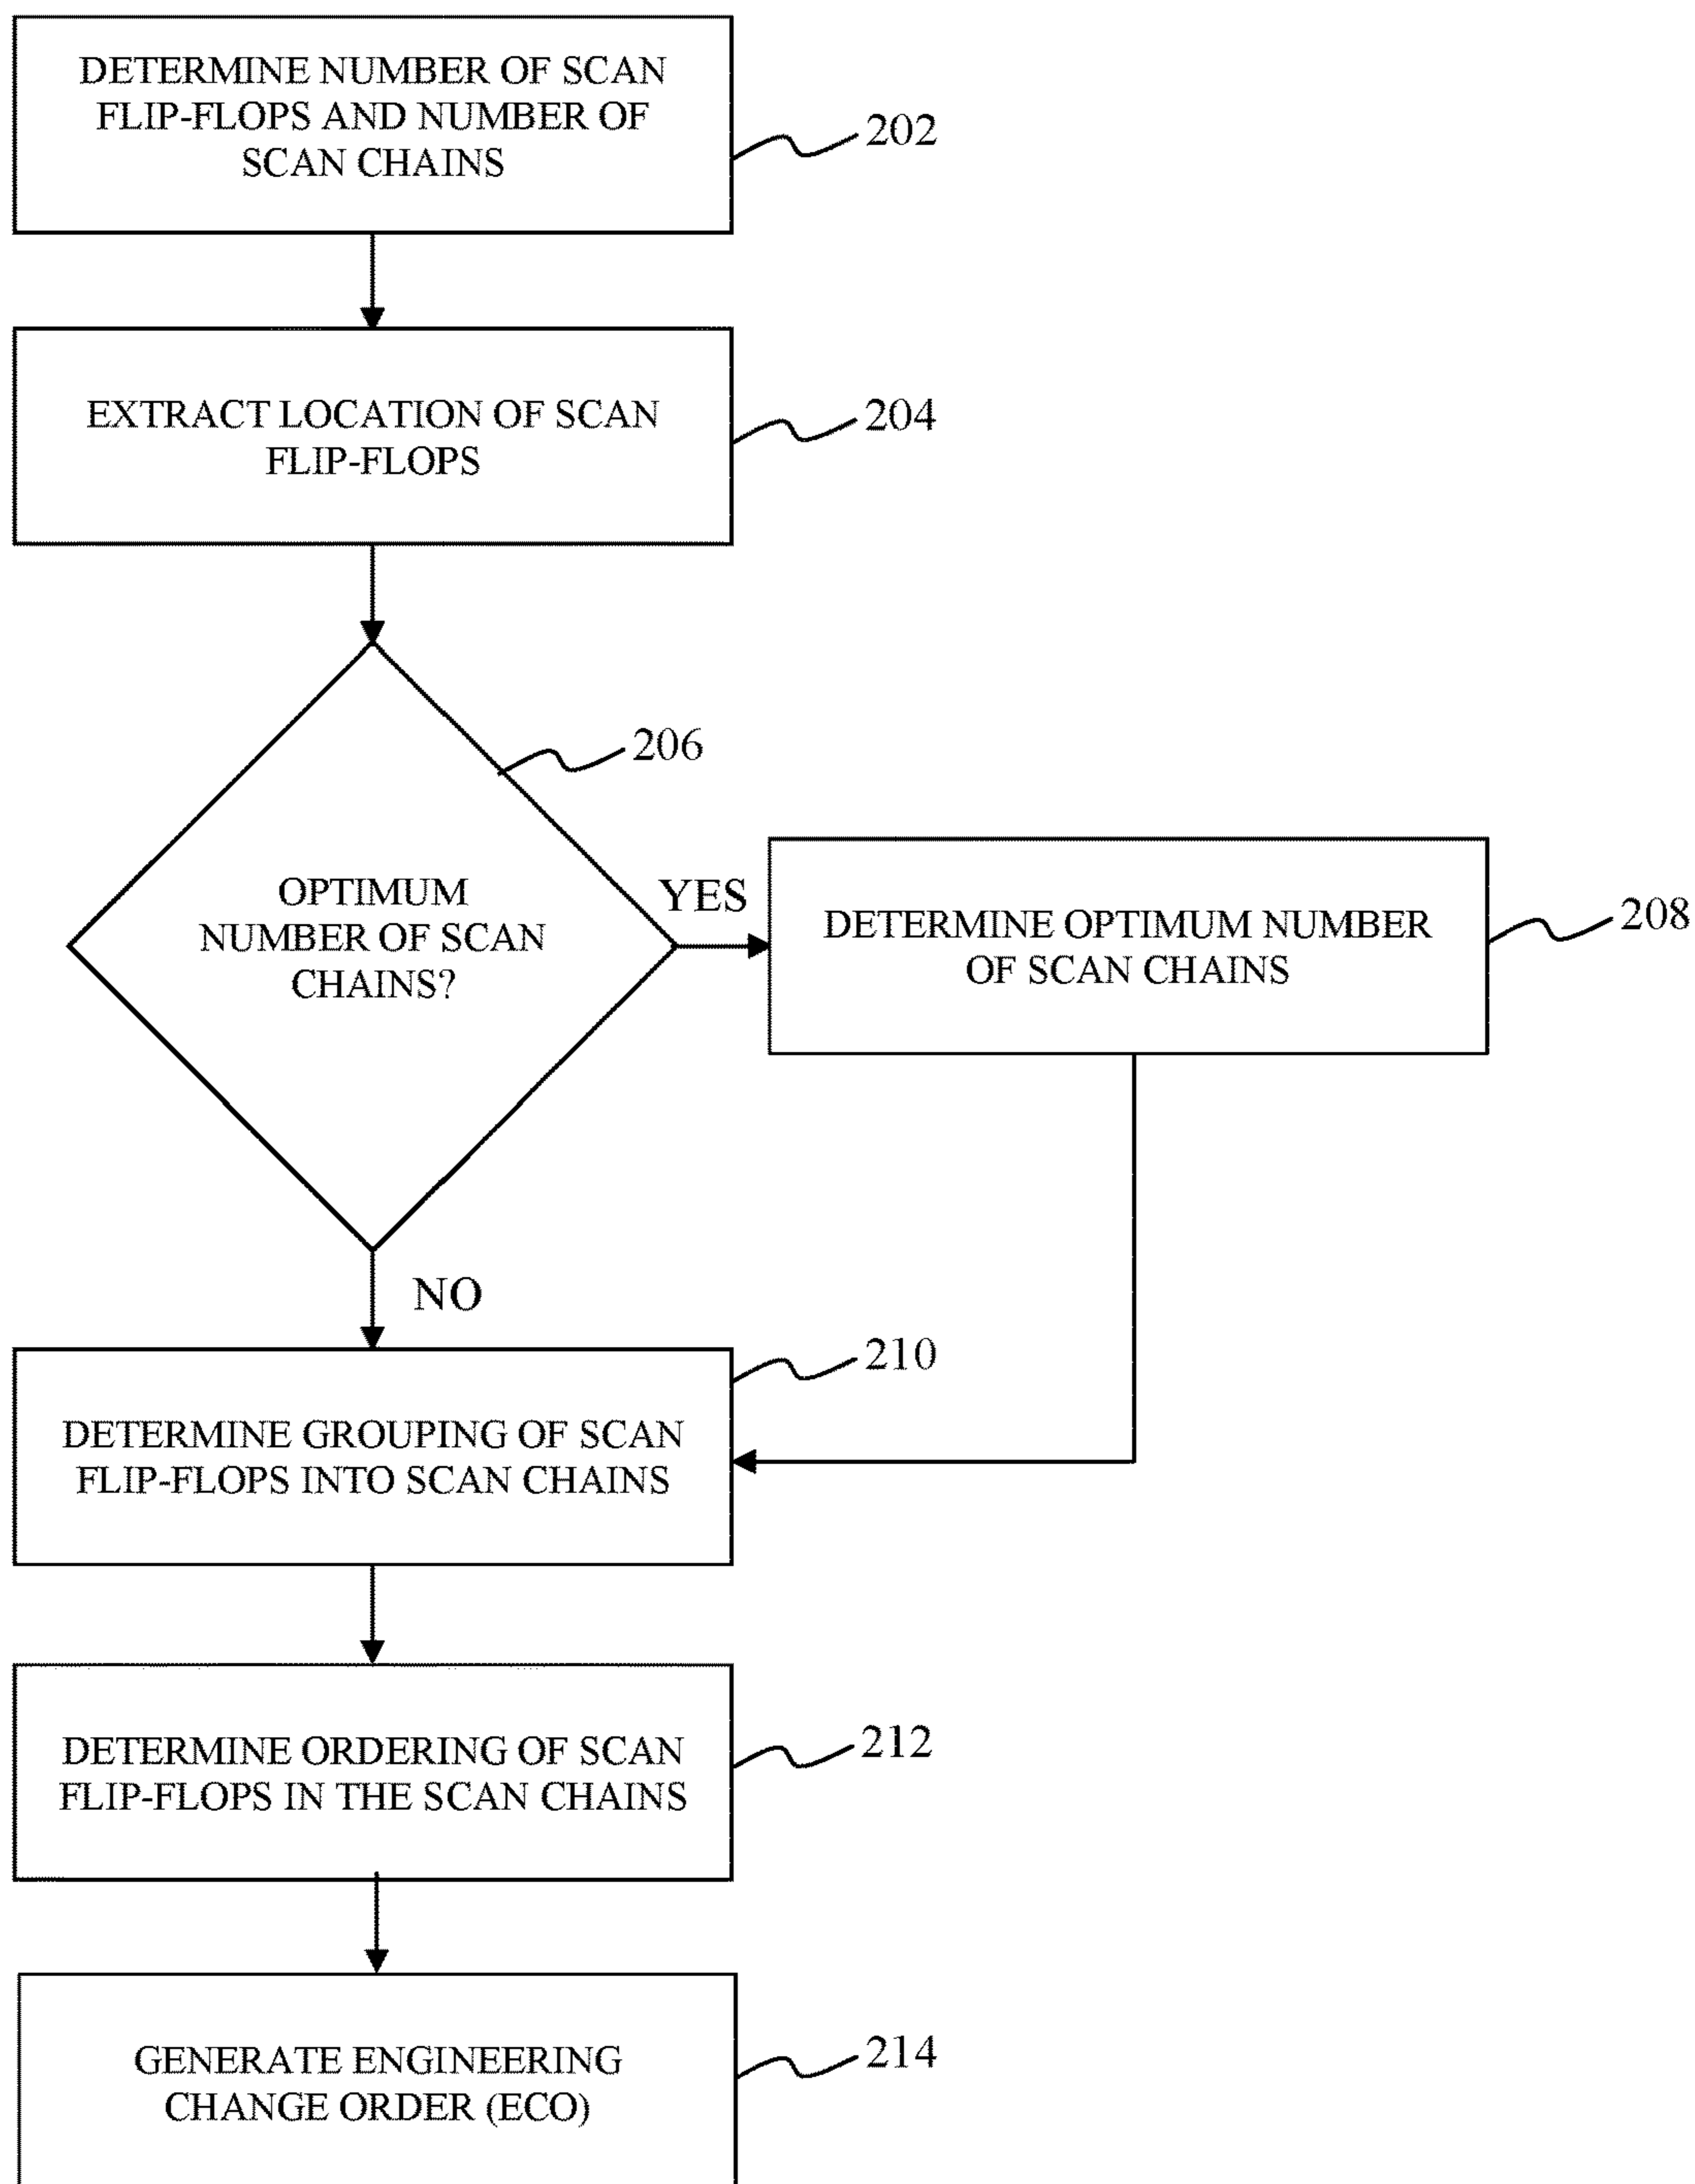 DETERMINE NUMBER OF SCAN
FLIP-FLOPS AND NUMBER OF
SCAN CHAINS
202
EXTRACT LOCATION OF SCAN
FLIP-FLOPS
204
206
OPTIMUM
NUMBER OF SCAN
CHAINS?
YES
DETERMINE OPTIMUM NUMBER
OF SCAN CHAINS
208
NO
210
DETERMINE GROUPING OF SCAN
FLIP-FLOPS INTO SCAN CHAINS
212
DETERMINE ORDERING OF SCAN
FLIP-FLOPS IN THE SCAN CHAINS
214
GENERATE ENGINEERING
CHANGE ORDER (ECO)